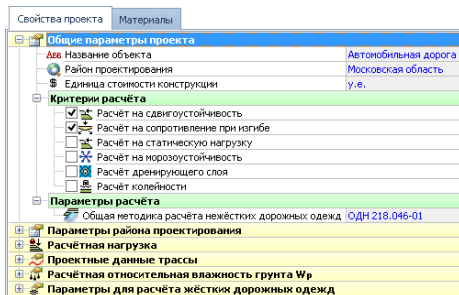 Свойства проекта Материалы
Общие параметры проекта
Абв Название объекта Автомобильная дорога
Район проектирования Московская область
$ Единица стоимости конструкции у.е.
Критерии расчёта
Расчёт на сдвигоустойчивость
Расчёт на сопротивление при изгибе
Расчёт на статическую нагрузку
Расчёт на морозоустойчивость
Расчёт дренирующего слоя
Расчёт колейности
Параметры расчёта
Общая методика расчёта нежёстких дорожных одежд ОДН 218.046-01
Параметры района проектирования
Расчётная нагрузка
Проектные данные трассы
Расчётная относительная влажность грунта Wр
Параметры для расчёта жёстких дорожных одежд